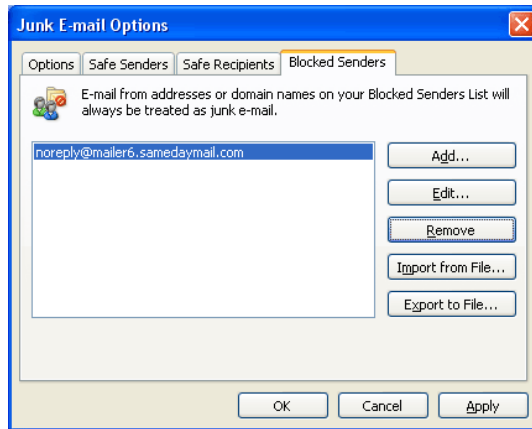 Junk E-mail Options
Options
Safe Senders
Safe Recipients
Blocked Senders
E-mail from addresses or domain names on your Blocked Senders List will
always be treated as junk e-mail.
noreply@mailer6.samedaymail.com
Add...
Edit...
Remove
Import from File...
Export to File...
OK
Cancel
Apply